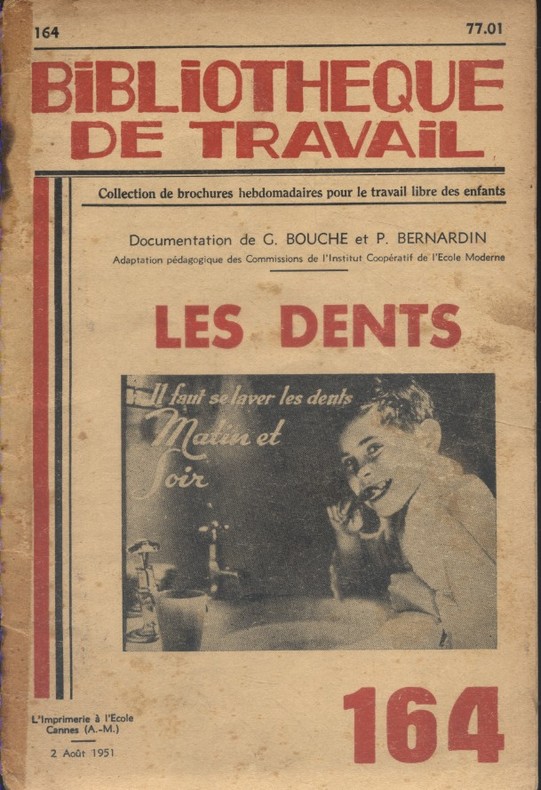 164
77.01
BiBLiOTHEQUE
DE TRAVAiL
Collection de brochures hebdomadaires pour le travail libre des enfants
Documentation de G. BOUCHE et P. BERNARDIN
Adaptation pédagogique des Commissions de l'Institut Coopératif de l'Ecole Moderne
LES DENTS
Il faut se laver les dents
Matin et
Soir
L'Imprimerie à l'Ecole
Cannes (A.-M.)
2 Août 1951
164